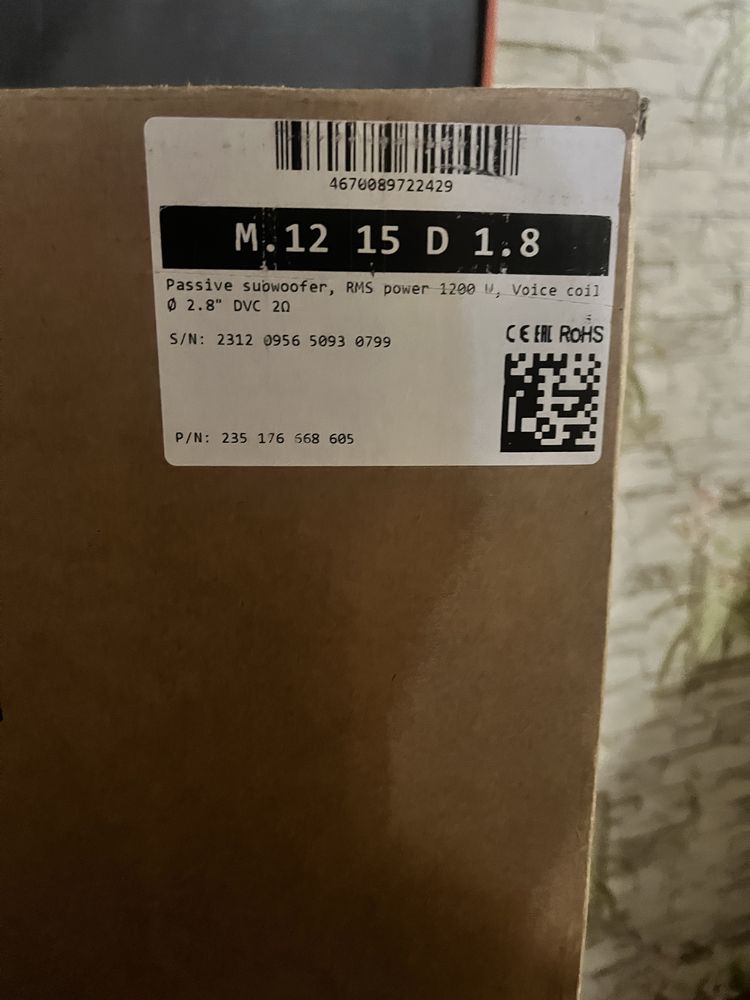 4670089722429
M.12 15 D 1.8
Passive subwoofer, RMS power 1200 W, Voice coil
Ø 2.8" DVC 2Ω
S/N: 2312 0956 5093 0799
CE EAC ROHS
P/N: 235 176 668 605